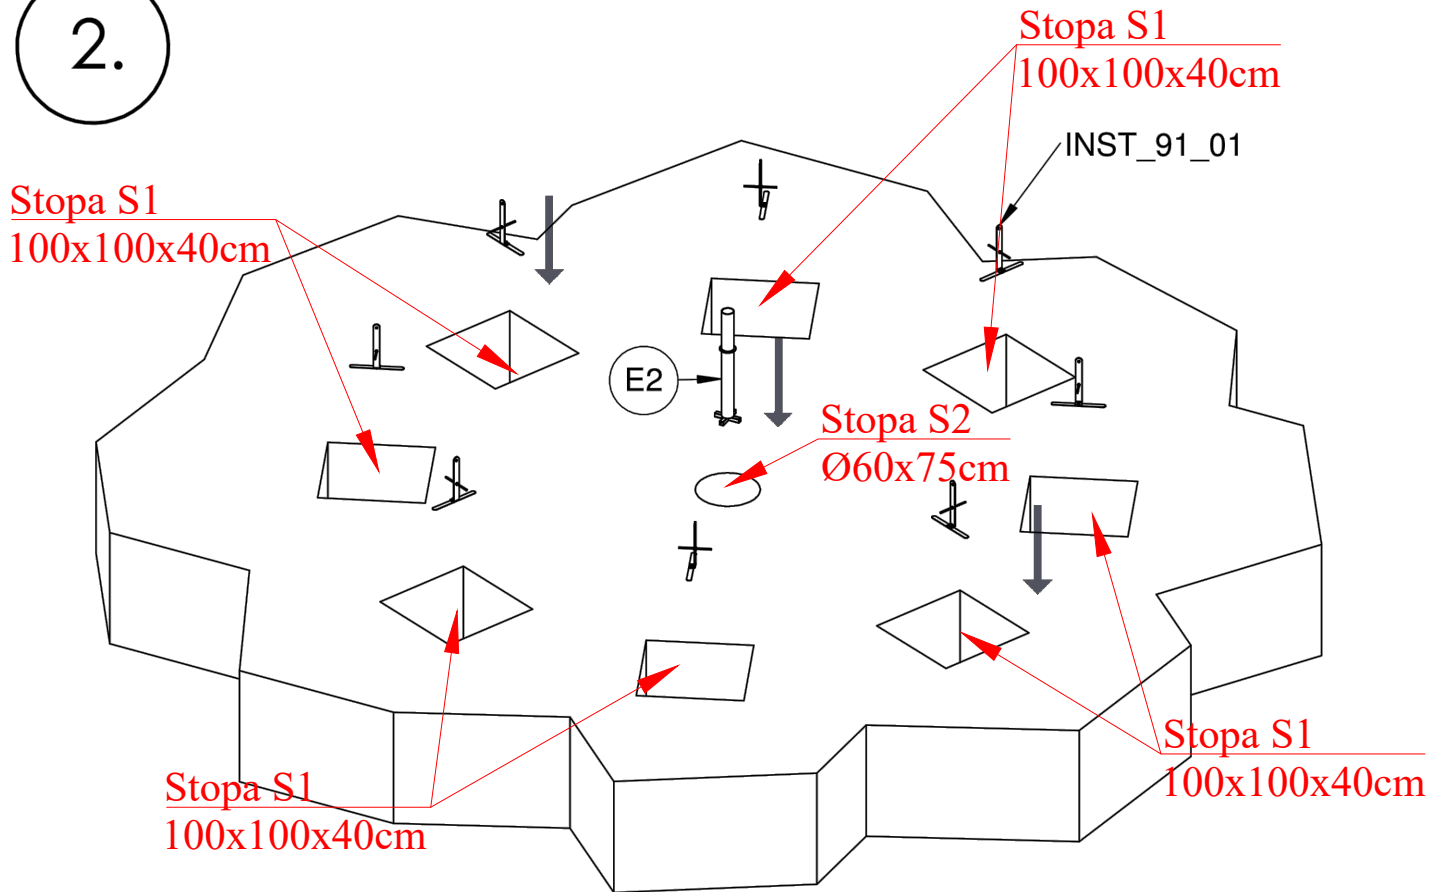 2.
Stopa S1
100x100x40cm
INST_91_01
Stopa S1
100x100x40cm
E2
Stopa S2
Ø60x75cm
Stopa S1
100x100x40cm
Stopa S1
100x100x40cm